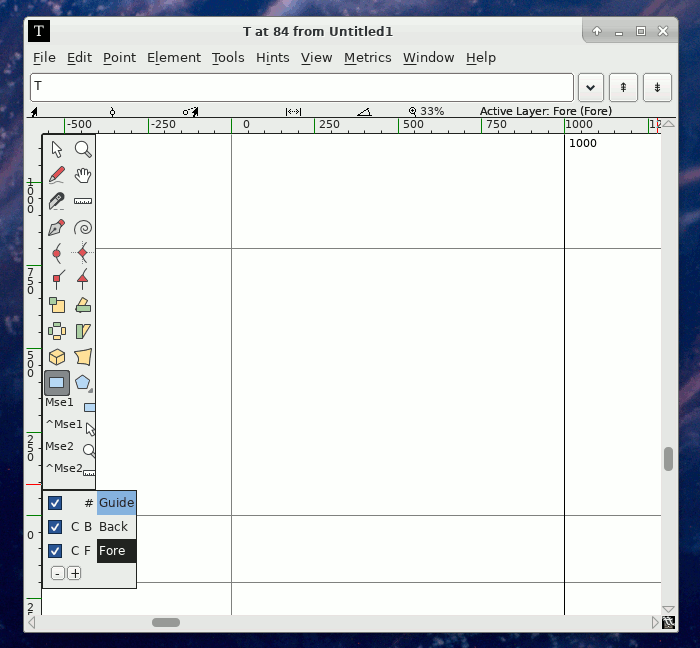 T
T at 84 from Untitled1
File Edit Point Element Tools Hints View Metrics Window Help
T
33% Active Layer: Fore (Fore)
-500 -250 0 250 500 750 1000
1000
1000
750
500
250
0
Mse1
^Mse1
Mse2
^Mse2
# Guide
C B Back
C F Fore
- +